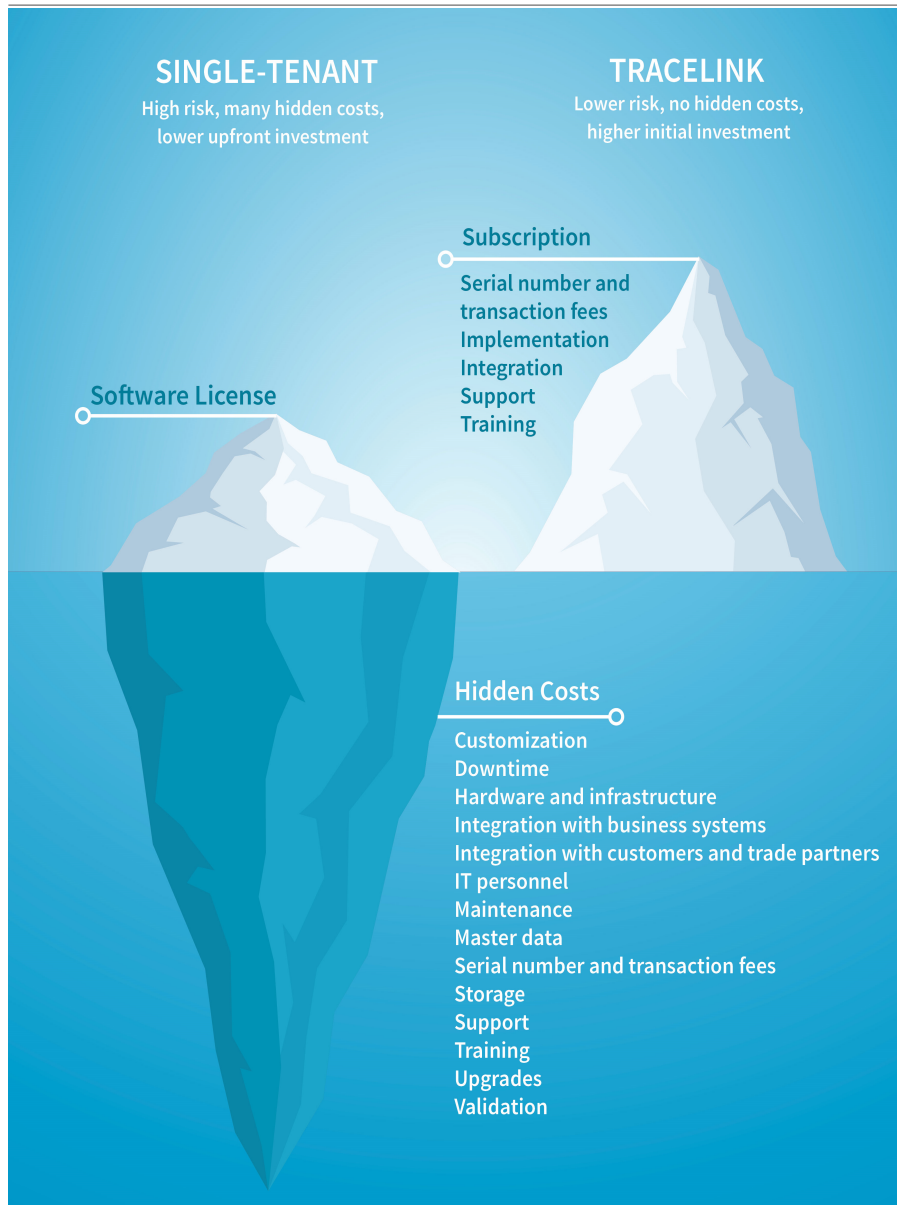 SINGLE-TENANT
High risk, many hidden costs,
lower upfront investment
TRACELINK
Lower risk, no hidden costs,
higher initial investment
Subscription
Serial number and
transaction fees
Implementation
Integration
Support
Training
Software License
Hidden Costs
Customization
Downtime
Hardware and infrastructure
Integration with business systems
Integration with customers and trade partners
IT personnel
Maintenance
Master data
Serial number and transaction fees
Storage
Support
Training
Upgrades
Validation